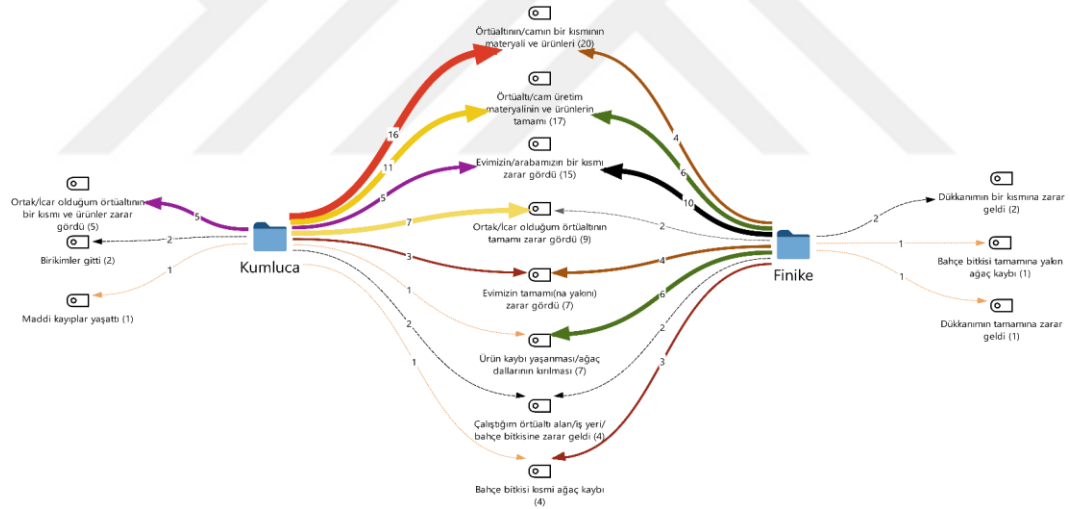 Örtüaltının/camın bir kısmının
materyali ve ürünleri (20)
Örtüaltı/cam üretim
materyalinin ve ürünlerin
tamamı (17)
16
4
11
6
Evimizin/arabamızın bir kısmı
zarar gördü (15)
5
10
Ortak/İcar olduğum örtüaltının
bir kısmı ve ürünler zarar
gördü (5)
5
Dükkanımın bir kısmına zarar
geldi (2)
2
7
2
Ortak/İcar olduğum örtüaltının
tamamı zarar gördü (9)
Birikimler gitti (2)
2
Kumluca
Finike
1
Bahçe bitkisi tamamına yakın
ağaç kaybı (1)
3
4
1
1
Evimizin tamamı(na yakını)
zarar gördü (7)
Maddi kayıplar yaşattı (1)
1
6
Dükkanımın tamamına zarar
geldi (1)
2
2
Ürün kaybı yaşanması/ağaç
dallarının kırılması (7)
1
3
Çalıştığım örtüaltı alan/iş yeri/
bahçe bitkisine zarar geldi (4)
Bahçe bitkisi kısmi ağaç kaybı
(4)